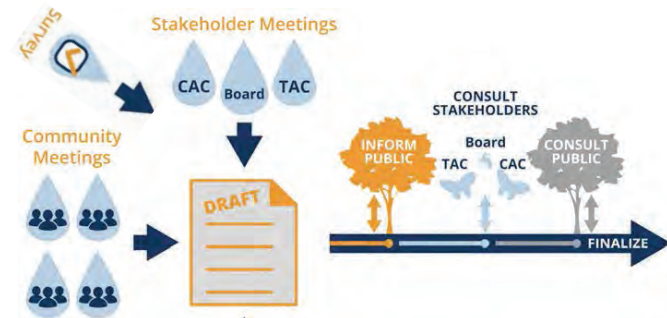 Survey
Stakeholder Meetings
CAC
Board
TAC
Community
Meetings
DRAFT
CONSULT
STAKEHOLDERS
INFORM
PUBLIC
Board
TAC
CAC
CONSULT
PUBLIC
FINALIZE